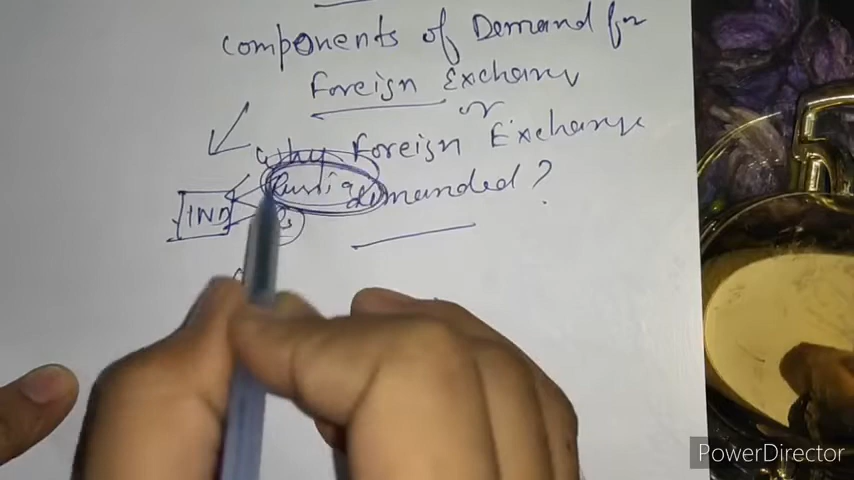 Components of Demand for
Foreign Exchange
or
Why Foreign Exchange
demanded?
IND
PowerDirector